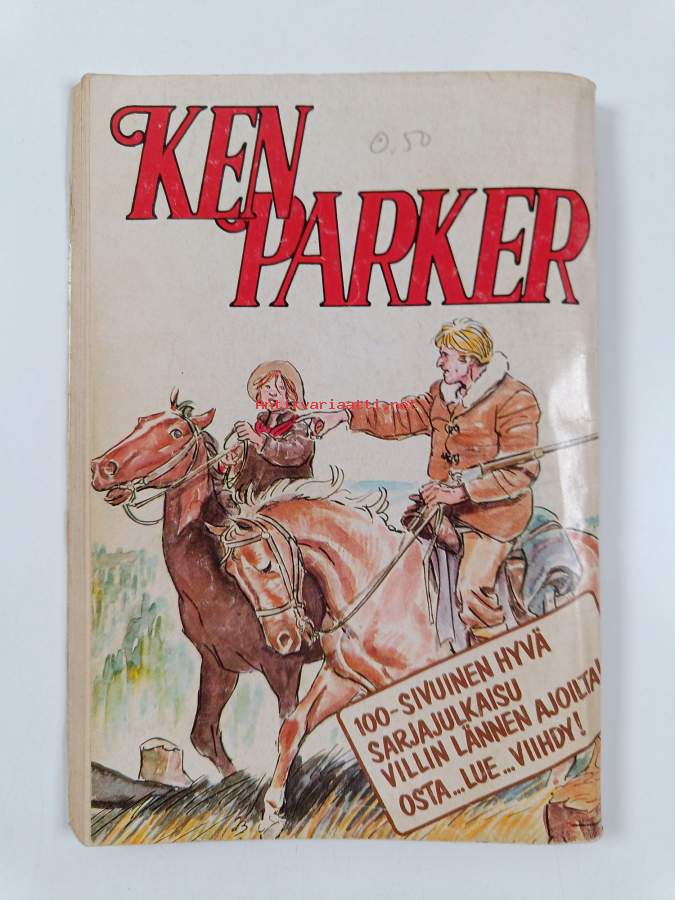 KEN
PARKER
0.50
Antikvariaatti.net
100-SIVUINEN HYVÄ
SARJAJULKAISU
VILLIN LÄNNEN AJOILTA!
OSTA...LUE...VIIHDY!